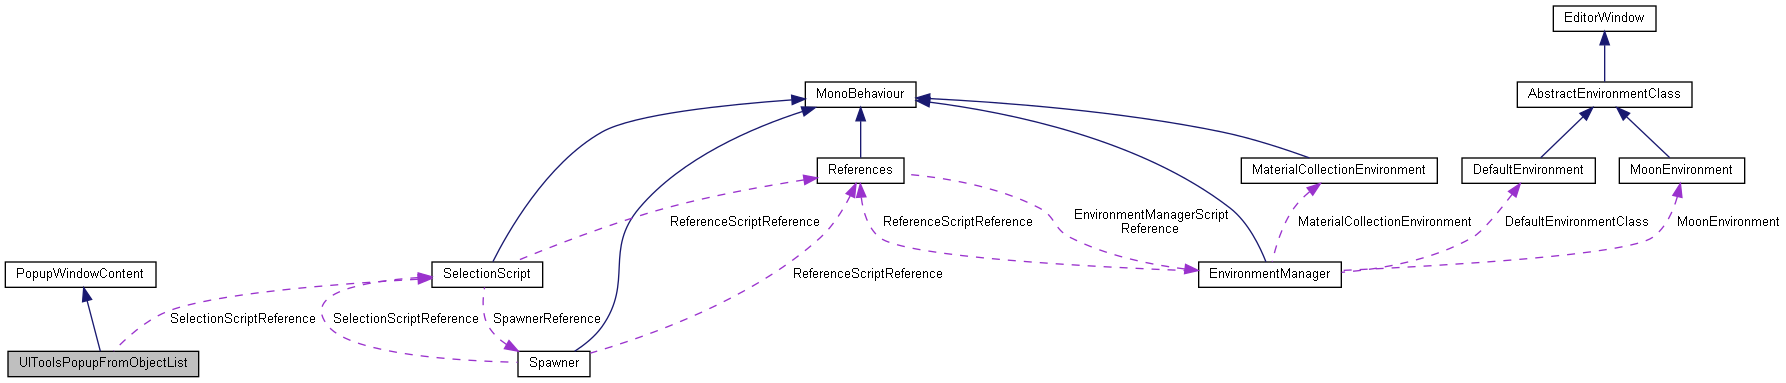 EditorWindow
MonoBehaviour
AbstractEnvironmentClass
References
MaterialCollectionEnvironment
DefaultEnvironment
MoonEnvironment
ReferenceScriptReference
ReferenceScriptReference
EnvironmentManagerScript
Reference
MaterialCollectionEnvironment
DefaultEnvironmentClass
MoonEnvironment
PopupWindowContent
SelectionScript
ReferenceScriptReference
EnvironmentManager
SelectionScriptReference
SelectionScriptReference
SpawnerReference
UIToolsPopupFromObjectList
Spawner